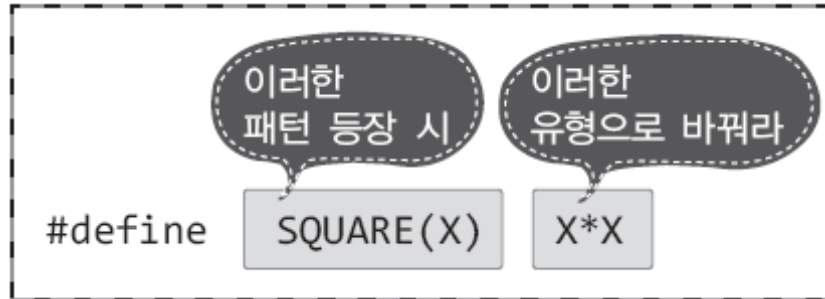 이러한
패턴 등장 시
이러한
유형으로 바꿔라
#define SQUARE(X) X*X